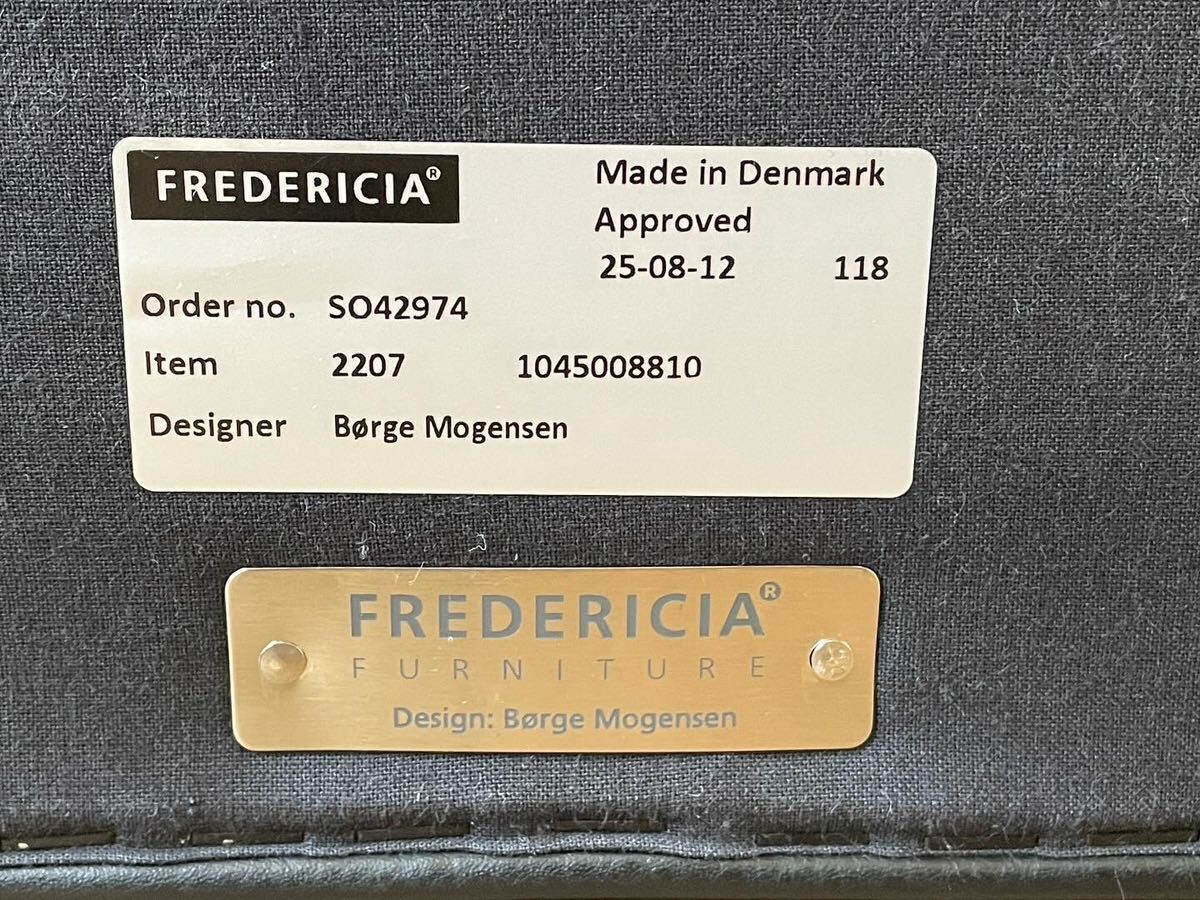 FREDERICIA®
Made in Denmark
Approved
25-08-12 118
Order no. SO42974
Item 2207 1045008810
Designer Børge Mogensen
FREDERICIA®
FURNITURE
Design: Børge Mogensen